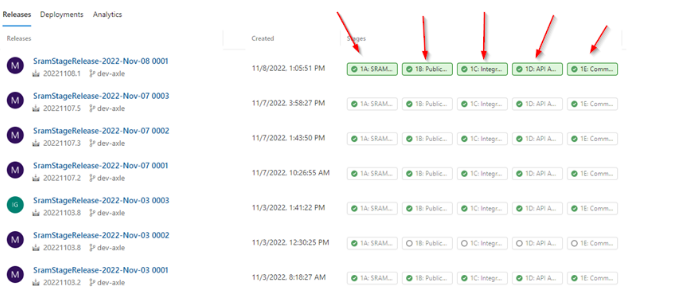 Releases Deployments Analytics
Releases Created Stages
SramStageRelease-2022-Nov-08 0001
M 20221108.1 dev-axle 11/8/2022, 1:05:51 PM 1A: SRAM... 1B: Public... 1C: Integr... 1D: API A... 1E: Comm...
SramStageRelease-2022-Nov-07 0003
M 20221107.5 dev-axle 11/7/2022, 3:58:27 PM 1A: SRAM... 1B: Public... 1C: Integr... 1D: API A... 1E: Comm...
SramStageRelease-2022-Nov-07 0002
M 20221107.3 dev-axle 11/7/2022, 1:43:50 PM 1A: SRAM... 1B: Public... 1C: Integr... 1D: API A... 1E: Comm...
SramStageRelease-2022-Nov-07 0001
M 20221107.2 dev-axle 11/7/2022, 10:26:55 AM 1A: SRAM... 1B: Public... 1C: Integr... 1D: API A... 1E: Comm...
SramStageRelease-2022-Nov-03 0003
IG 20221103.8 dev-axle 11/3/2022, 1:41:22 PM 1A: SRAM... 1B: Public... 1C: Integr... 1D: API A... 1E: Comm...
SramStageRelease-2022-Nov-03 0002
M 20221103.8 dev-axle 11/3/2022, 12:30:25 PM 1A: SRAM... 1B: Public... 1C: Integr... 1D: API A... 1E: Comm...
SramStageRelease-2022-Nov-03 0001
M 20221103.2 dev-axle 11/3/2022, 8:18:27 AM 1A: SRAM... 1B: Public... 1C: Integr... 1D: API A... 1E: Comm...